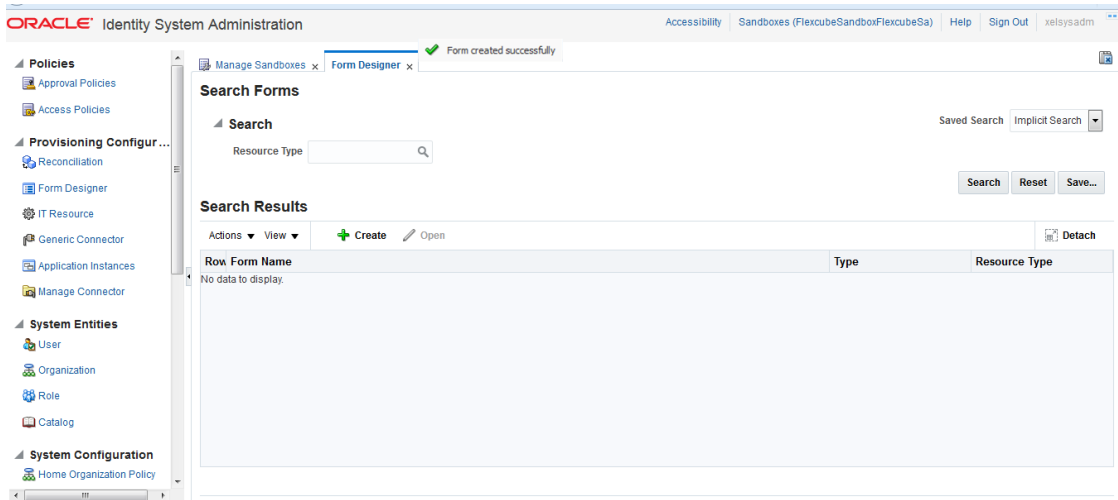 ORACLE Identity System Administration
Accessibility Sandboxes (FlexcubeSandboxFlexcubeSa) Help Sign Out xelsysadm
Form created successfully
Policies
Approval Policies
Access Policies
Provisioning Configur...
Reconciliation
Form Designer
IT Resource
Generic Connector
Application Instances
Manage Connector
System Entities
User
Organization
Role
Catalog
System Configuration
Home Organization Policy
Manage Sandboxes x Form Designer x
Search Forms
Search
Saved Search Implicit Search
Resource Type
Search Reset Save...
Search Results
Actions View Create Open Detach
Row Form Name Type Resource Type
No data to display.